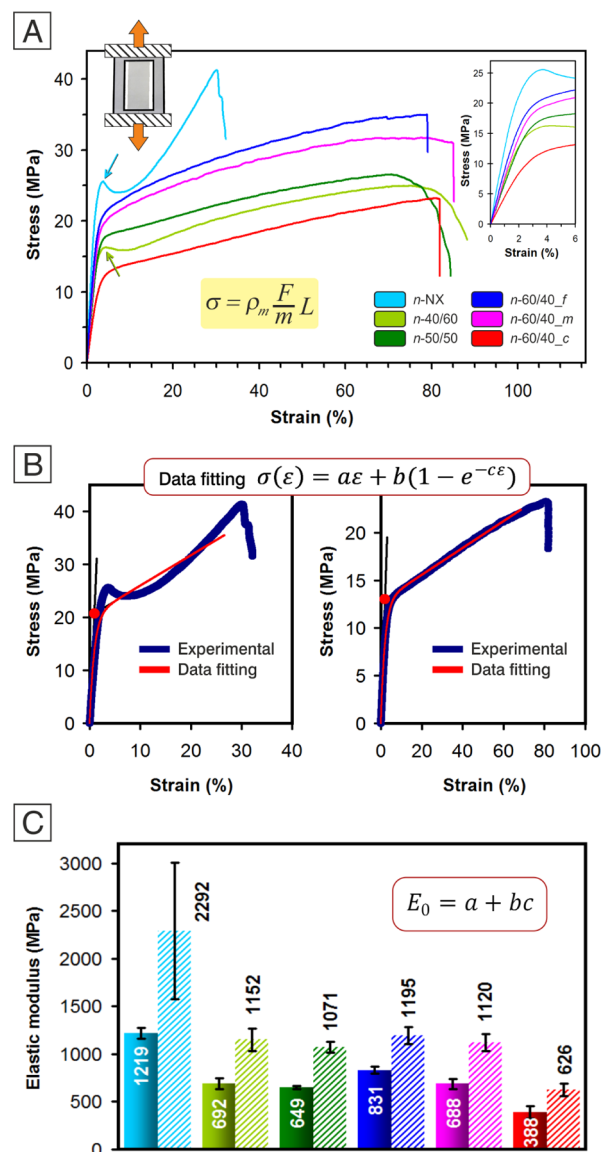 A
Stress (MPa)
40
30
20
10
0
0
20
40
60
80
100
Strain (%)
σ = ρm F/m L
n-NX
n-40/60
n-50/50
n-60/40_f
n-60/40_m
n-60/40_c
Stress (MPa)
25
20
15
10
5
0
0
2
4
6
Strain (%)
B
Data fitting σ(ε) = aε + b(1 − e^−cε)
Stress (MPa)
40
30
20
10
0
0
10
20
30
40
Strain (%)
Experimental
Data fitting
Stress (MPa)
20
15
10
5
0
0
20
40
60
80
100
Strain (%)
Experimental
Data fitting
C
Elastic modulus (MPa)
3000
2500
2000
1500
1000
500
0
E0 = a + bc
1219
2292
692
1152
649
1071
831
1195
688
1120
388
626